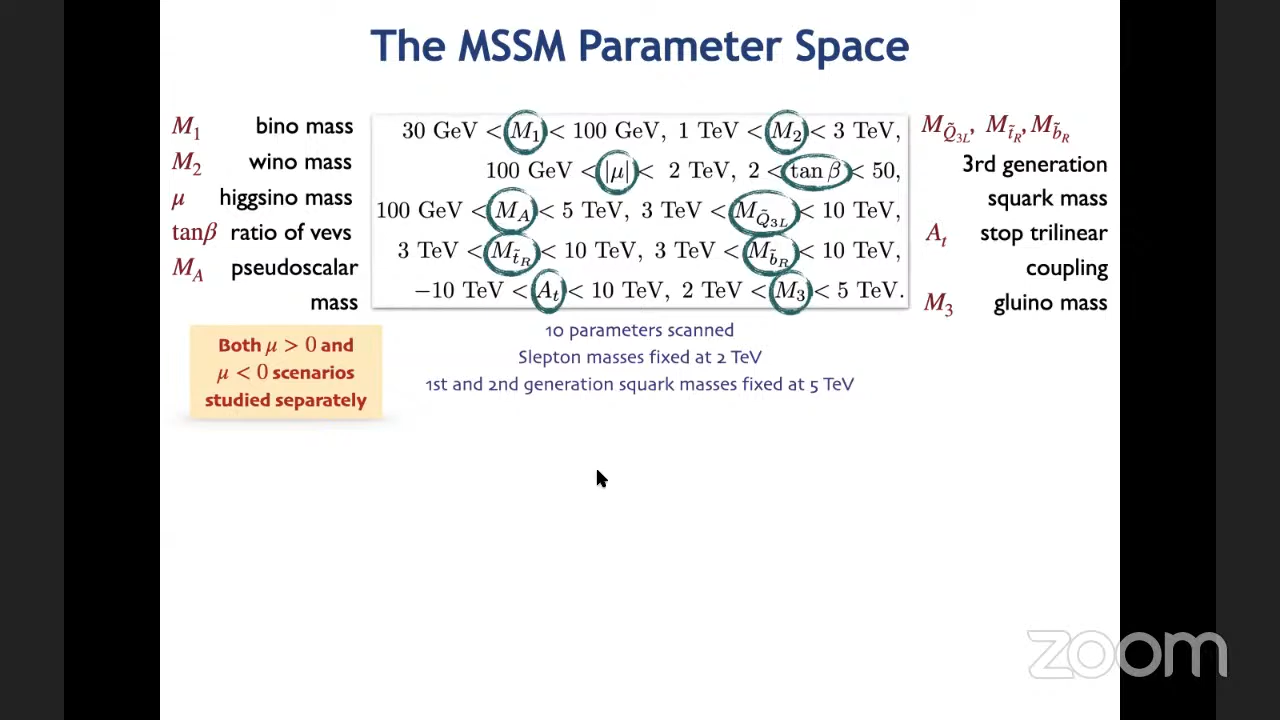 The MSSM Parameter Space
M₁ bino mass
M₂ wino mass
μ higgsino mass
tanβ ratio of vevs
M_A pseudoscalar
mass
30 GeV < M₁ < 100 GeV, 1 TeV < M₂ < 3 TeV,
100 GeV < |μ| < 2 TeV, 2 < tan β < 50,
100 GeV < M_A < 5 TeV, 3 TeV < M_Q̃₃L < 10 TeV,
3 TeV < M_t̃_R < 10 TeV, 3 TeV < M_b̃_R < 10 TeV,
−10 TeV < A_t < 10 TeV, 2 TeV < M₃ < 5 TeV.
M_Q̃₃L, M_t̃_R, M_b̃_R
3rd generation
squark mass
A_t stop trilinear
coupling
M₃ gluino mass
Both μ > 0 and
μ < 0 scenarios
studied separately
10 parameters scanned
Slepton masses fixed at 2 TeV
1st and 2nd generation squark masses fixed at 5 TeV
zoom